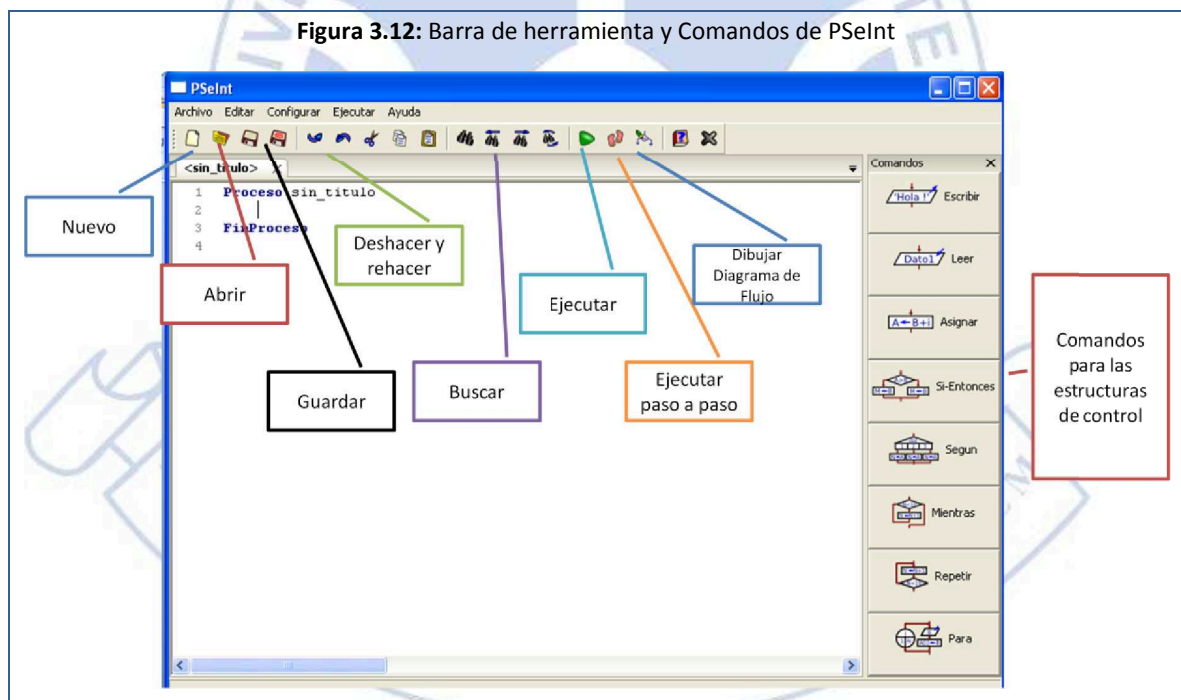 Figura 3.12: Barra de herramienta y Comandos de PSeInt
PSeInt
Archivo Editar Configurar Ejecutar Ayuda
<sin_titulo>
Comandos
1 Proceso sin_titulo
2
3 FinProceso
4
'Hola !' Escribir
Dato1 Leer
A←B+i Asignar
Si-Entonces
Segun
Mientras
Repetir
Para
Nuevo
Abrir
Guardar
Deshacer y
rehacer
Buscar
Ejecutar
Ejecutar
paso a paso
Dibujar
Diagrama de
Flujo
Comandos
para las
estructuras
de control